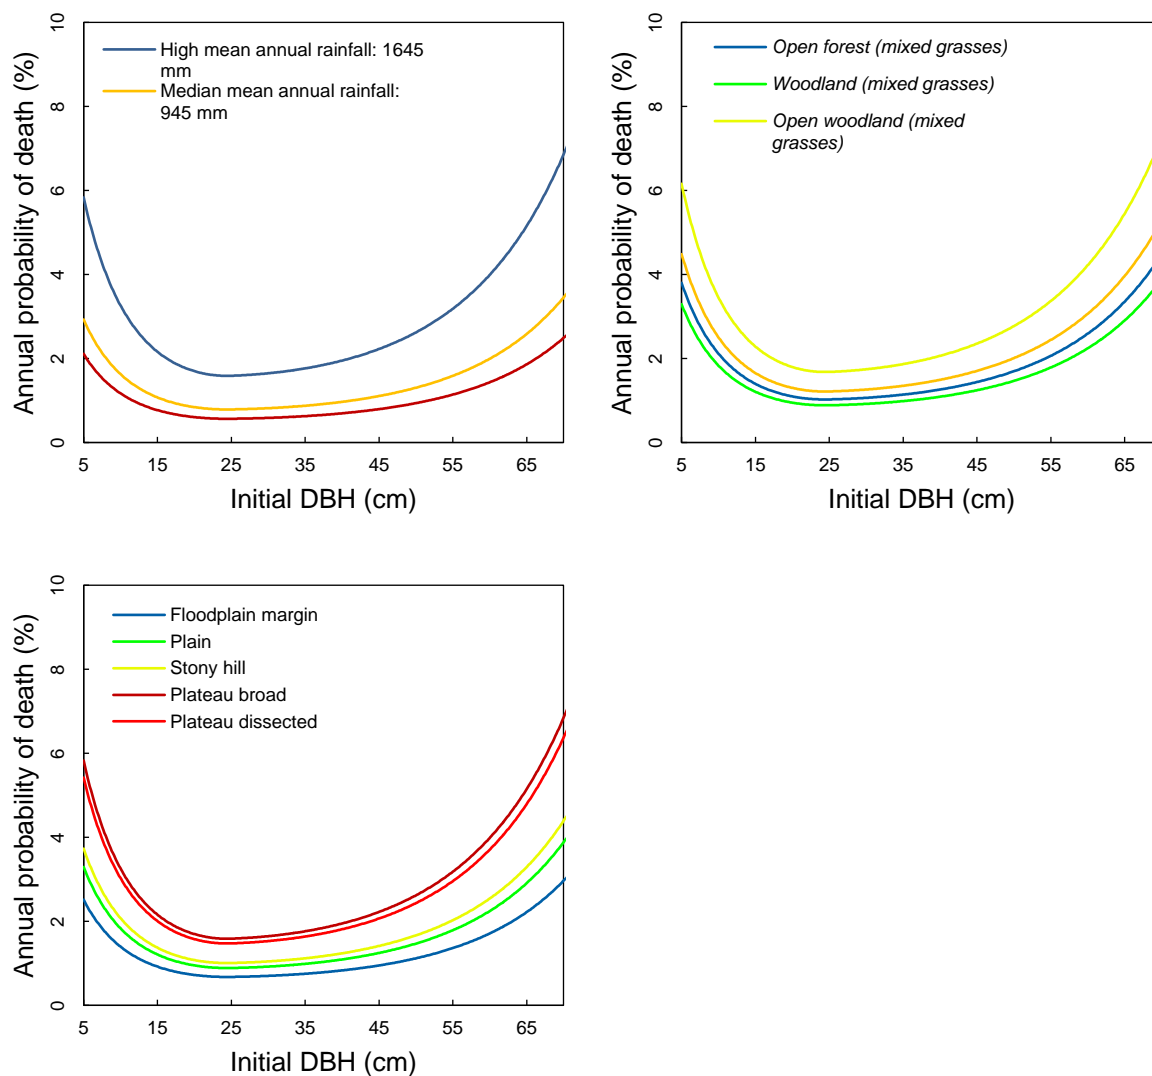 Annual probability of death (%)
10
8
6
4
2
0
High mean annual rainfall: 1645
mm
Median mean annual rainfall:
945 mm
5 15 25 35 45 55 65
Initial DBH (cm)
Annual probability of death (%)
10
8
6
4
2
0
Open forest (mixed grasses)
Woodland (mixed grasses)
Open woodland (mixed
grasses)
5 15 25 35 45 55 65
Initial DBH (cm)
Annual probability of death (%)
10
8
6
4
2
0
Floodplain margin
Plain
Stony hill
Plateau broad
Plateau dissected
5 15 25 35 45 55 65
Initial DBH (cm)